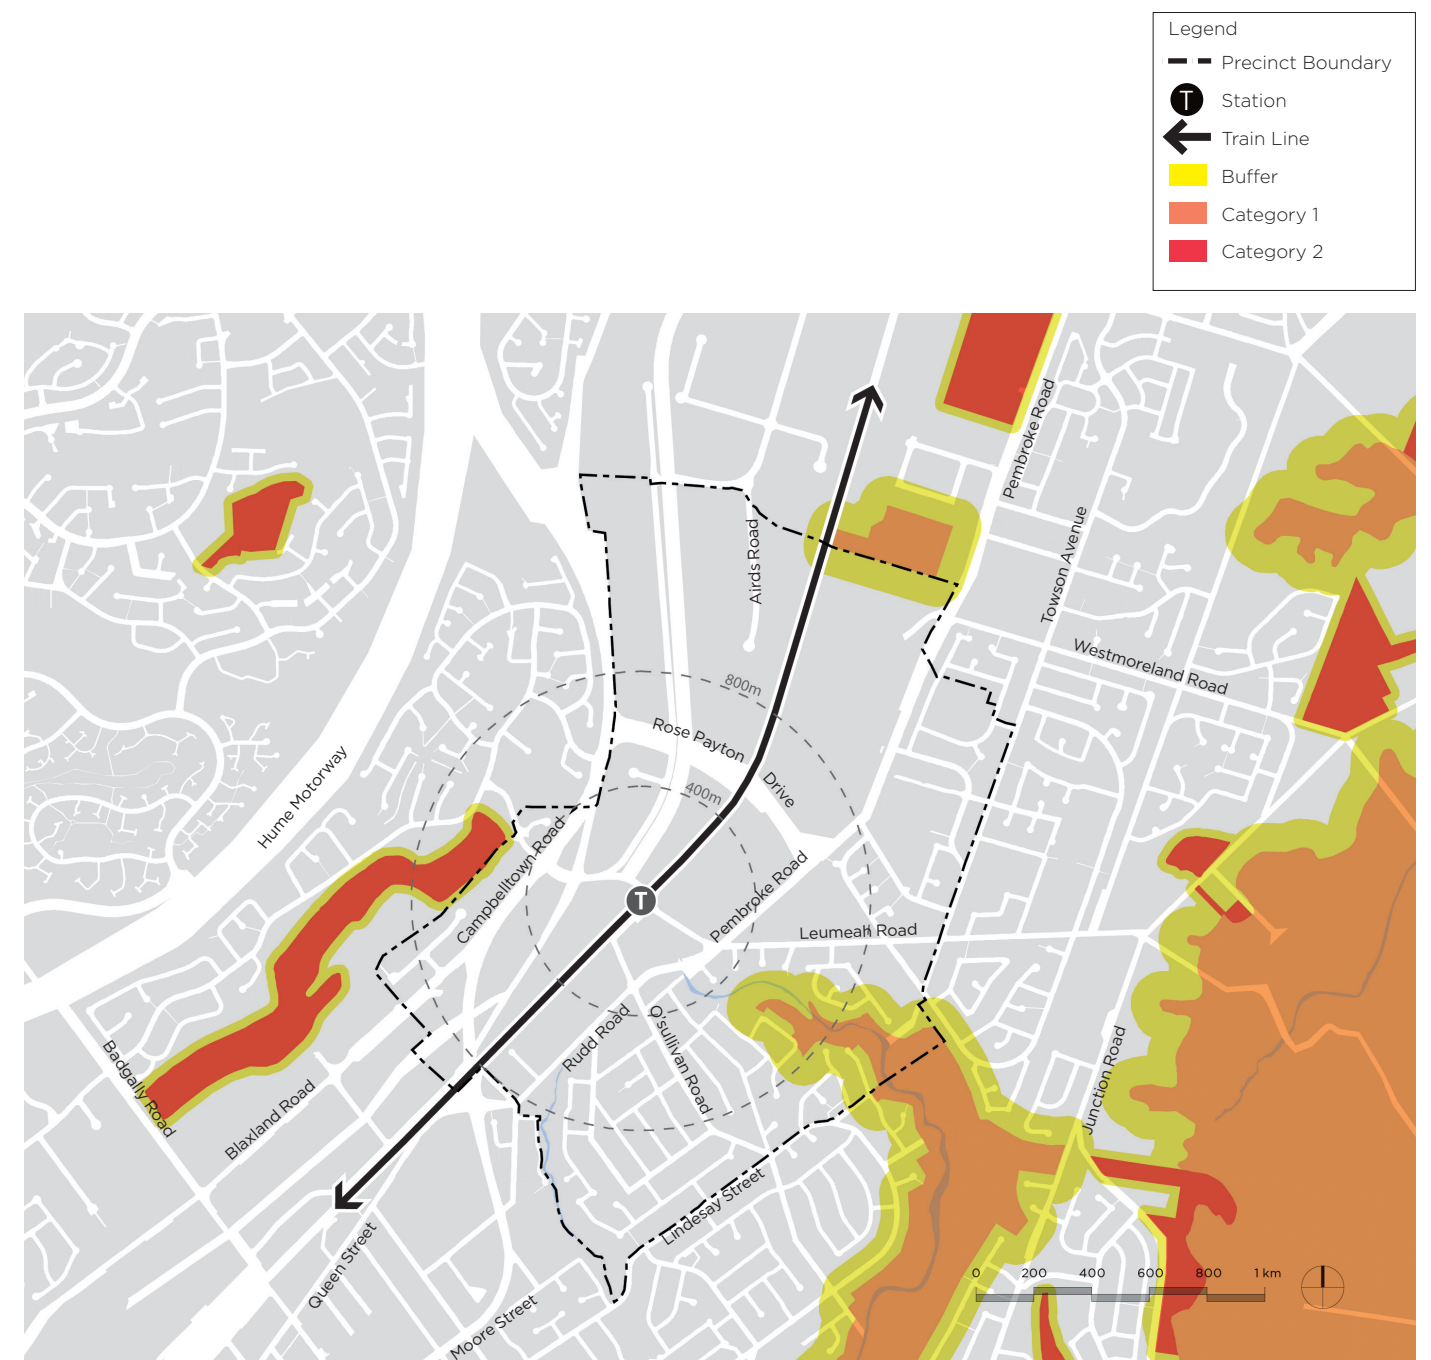 Legend
Precinct Boundary
T
Station
Train Line
Buffer
Category 1
Category 2
Pembroke Road
Airds Road
Towson Avenue
Westmoreland Road
800m
Rose Payton
Drive
400m
Hume Motorway
Campbelltown Road
T
Pembroke Road
Leumeah Road
O'sullivan Road
Rudd Road
Badgally Road
Blaxland Road
Junction Road
Lindesay Street
Queen Street
Moore Street
0 200 400 600 800 1 km